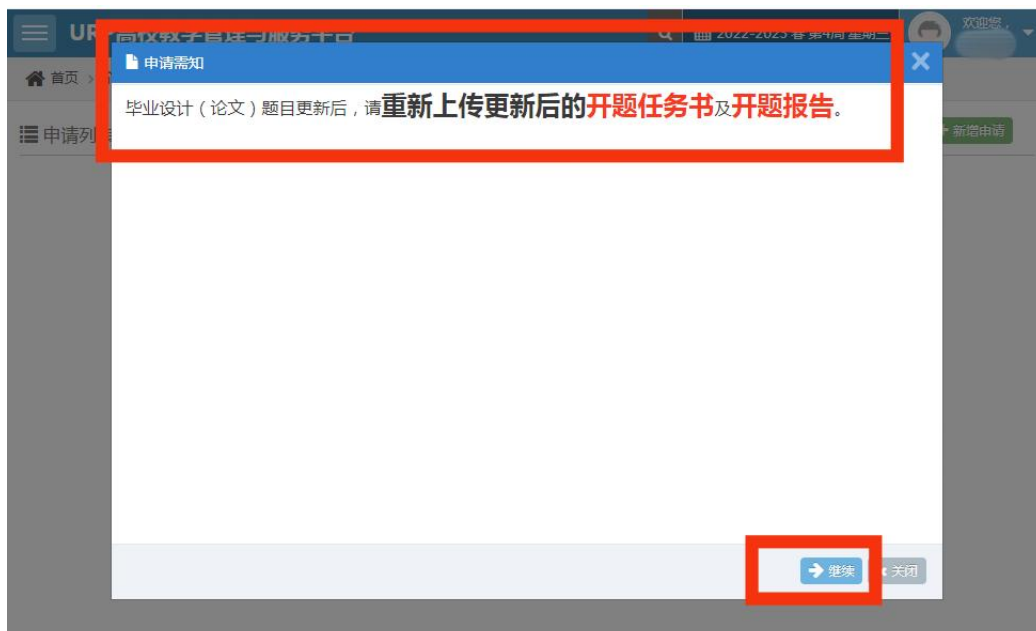 URP高校教学管理与服务平台
2022-2023 春 第4周 星期三
欢迎您，
首页 >
申请需知
毕业设计（论文）题目更新后，请重新上传更新后的开题任务书及开题报告。
申请列
新增申请
继续
关闭